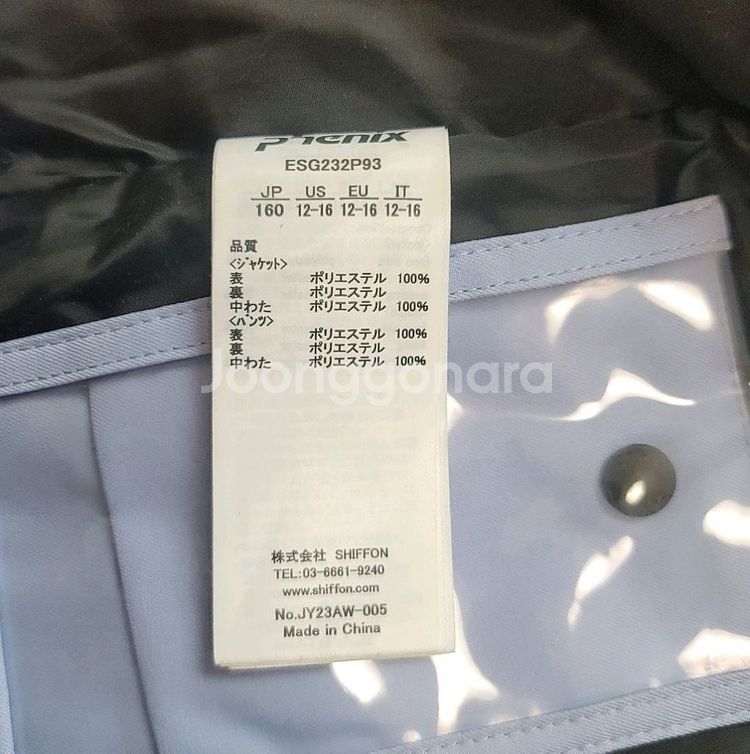 phenix
ESG232P93
JP US EU IT
160 12-16 12-16 12-16
品質
<ジャケット>
表 ポリエステル 100%
裏 ポリエステル
中わた ポリエステル 100%
<パンツ>
表 ポリエステル 100%
裏 ポリエステル
中わた ポリエステル 100%
Joonggonara
株式会社 SHIFFON
TEL:03-6661-9240
www.shiffon.com
No.JY23AW-005
Made in China